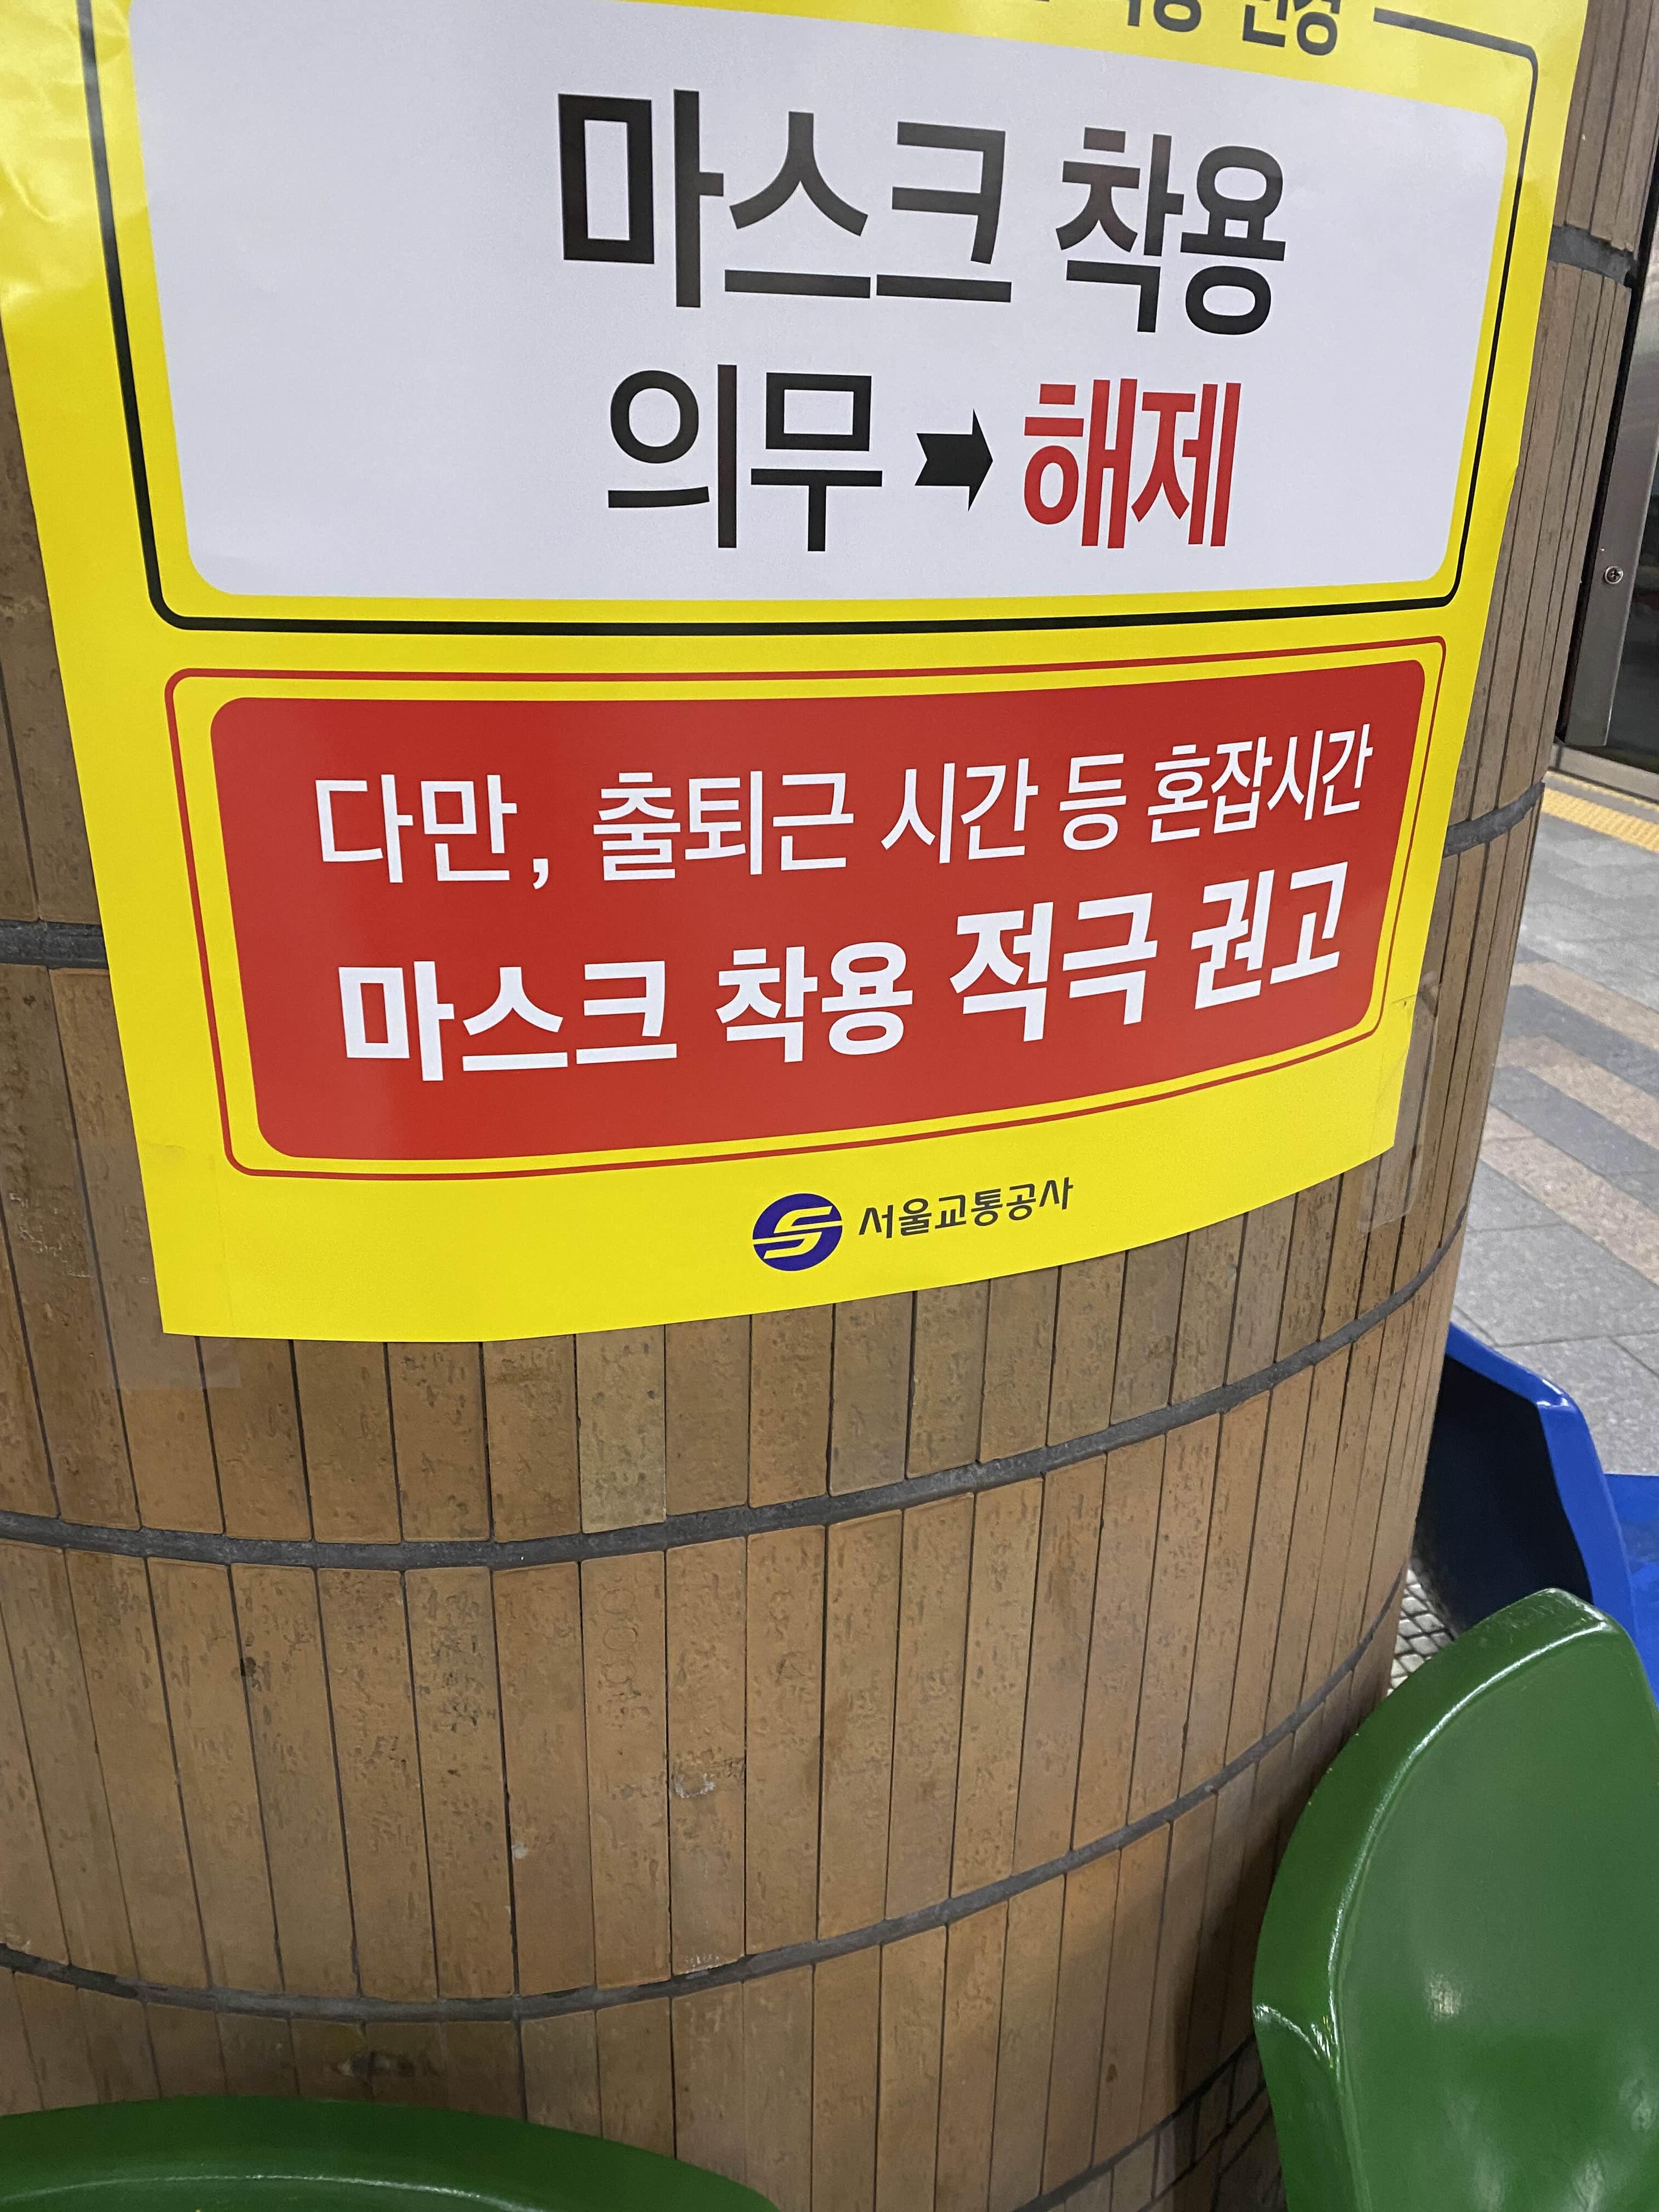 마스크 착용
의무 ➡ 해제
다만, 출퇴근 시간 등 혼잡시간
마스크 착용 적극 권고
서울교통공사